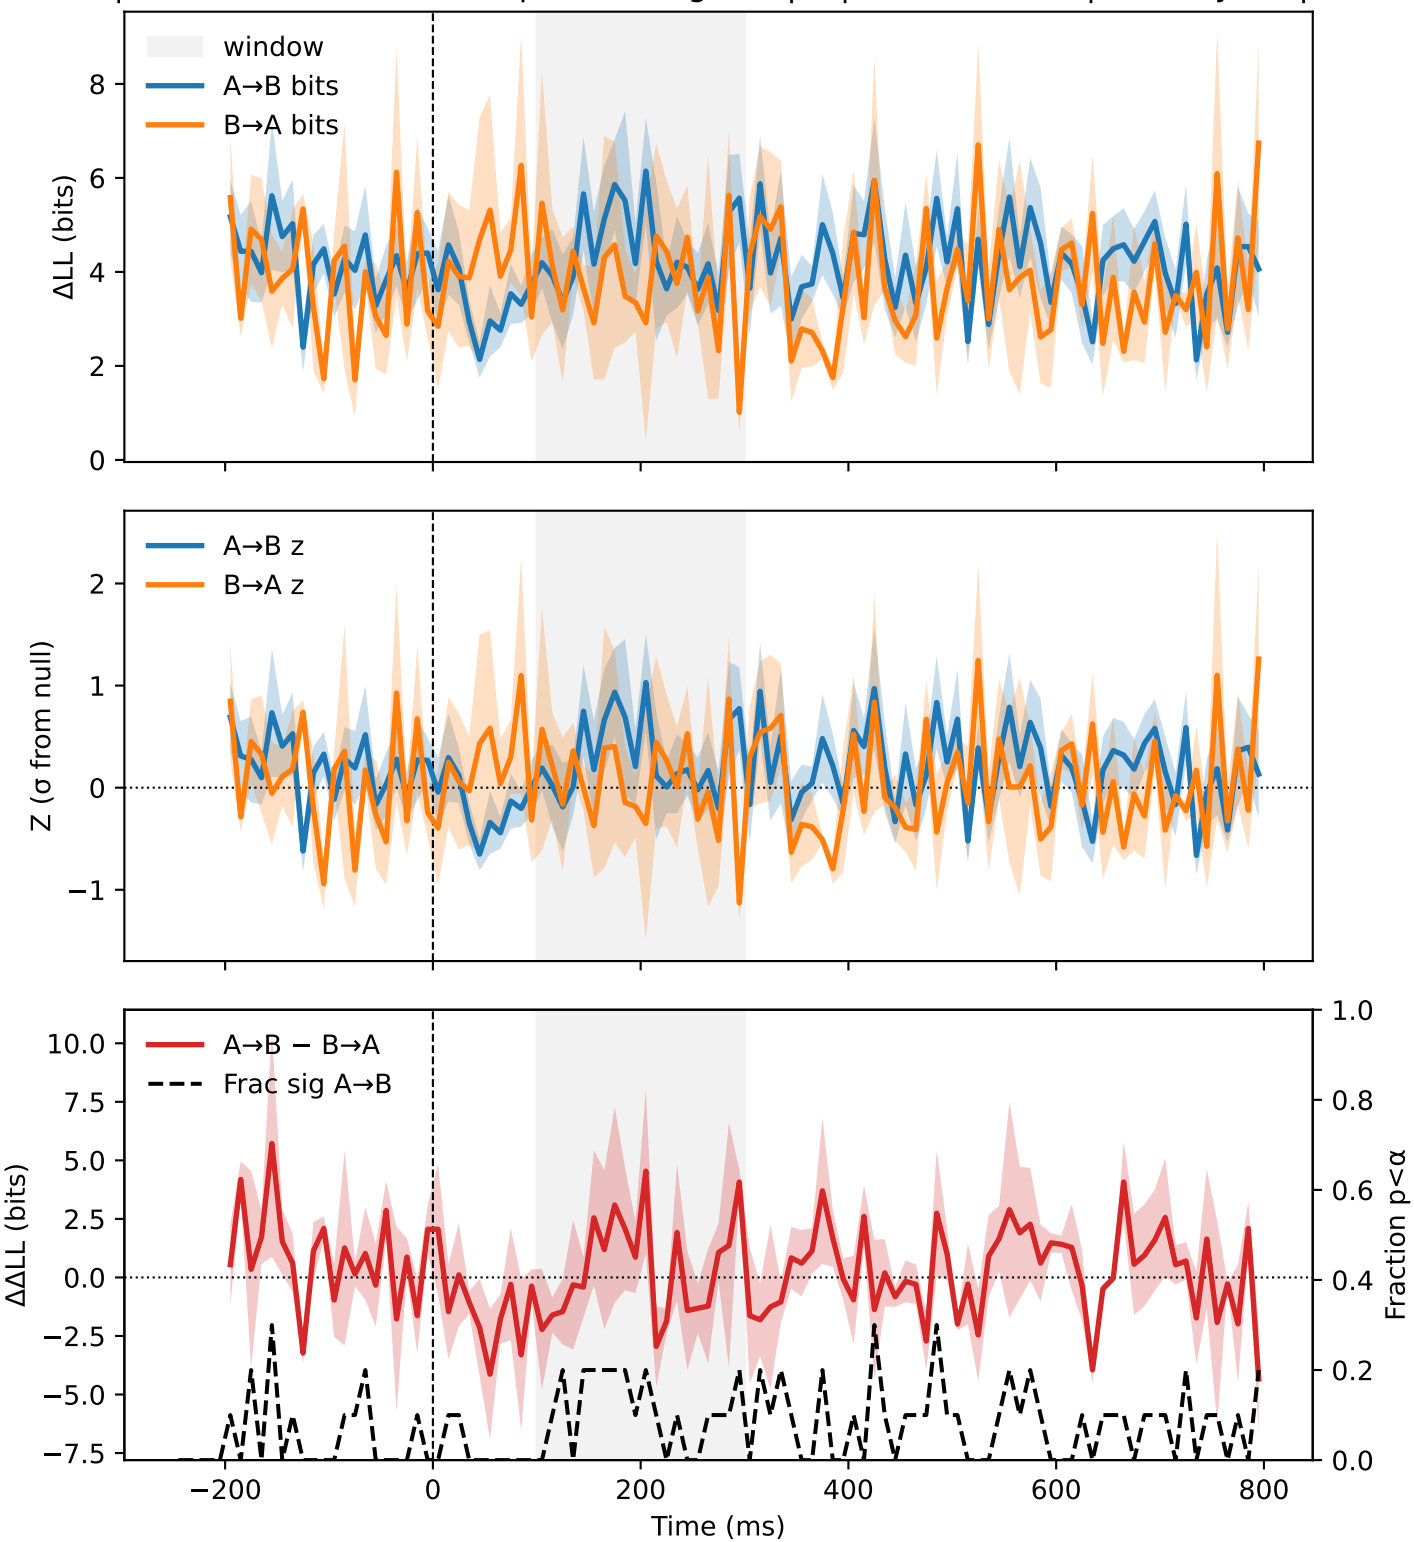 window
A→B bits
B→A bits
ΔLL (bits)
8
6
4
2
0
A→B z
B→A z
Z (σ from null)
2
1
0
−1
A→B − B→A
Frac sig A→B
ΔΔLL (bits)
10.0
7.5
5.0
2.5
0.0
−2.5
−5.0
−7.5
1.0
0.8
0.6
0.4
0.2
0.0
Fraction p<α
−200
0
200
400
600
800
Time (ms)